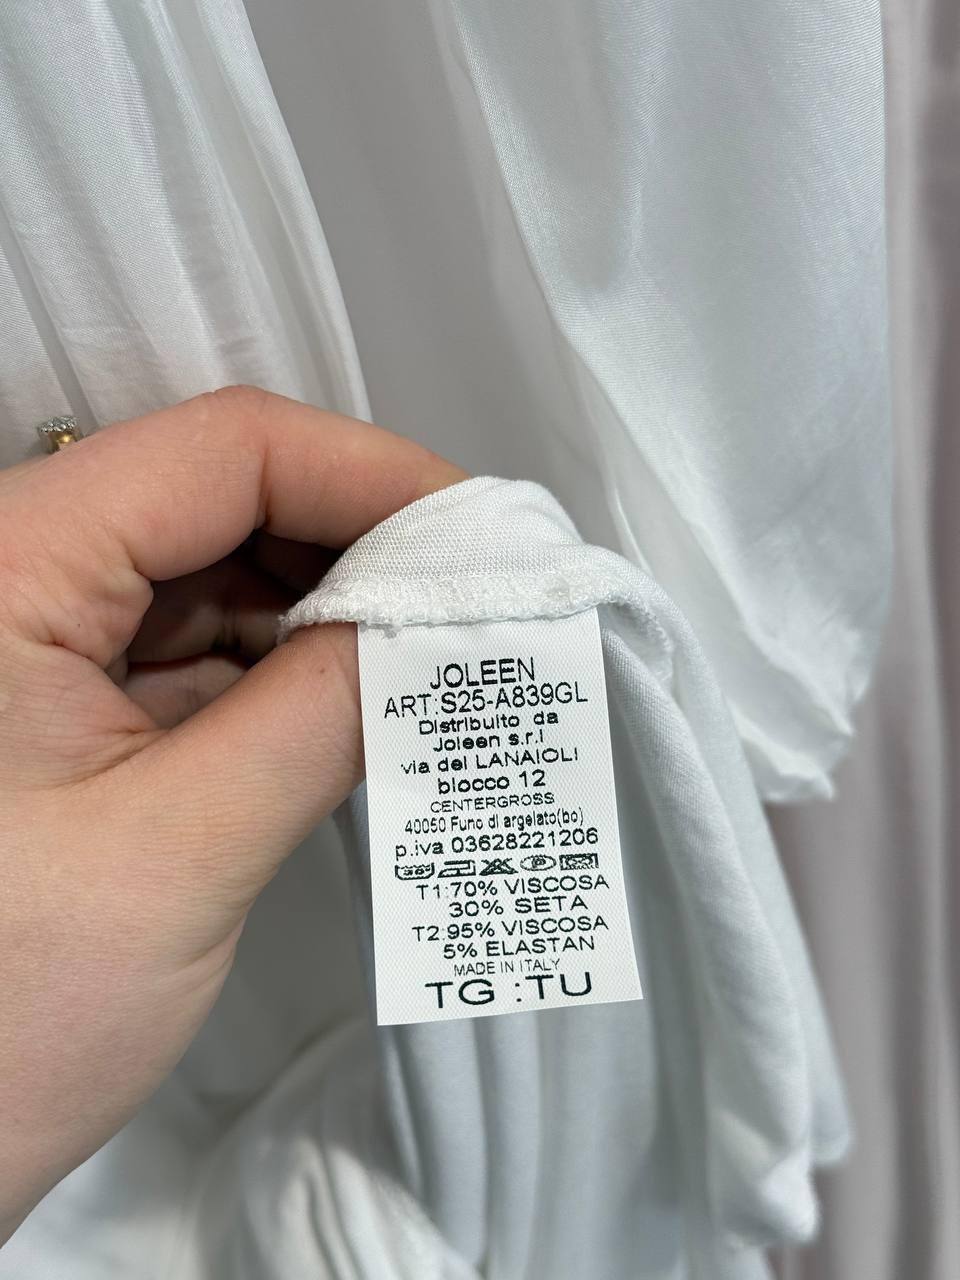 JOLEEN
ART:S25-A839GL
Distribuito da
Joleen s.r.l
via dei LANAIOLI
blocco 12
CENTERGROSS
40050 Funo di argelato(bo)
p.iva 03628221206
T1:70% VISCOSA
30% SETA
T2:95% VISCOSA
5% ELASTAN
MADE IN ITALY
TG :TU